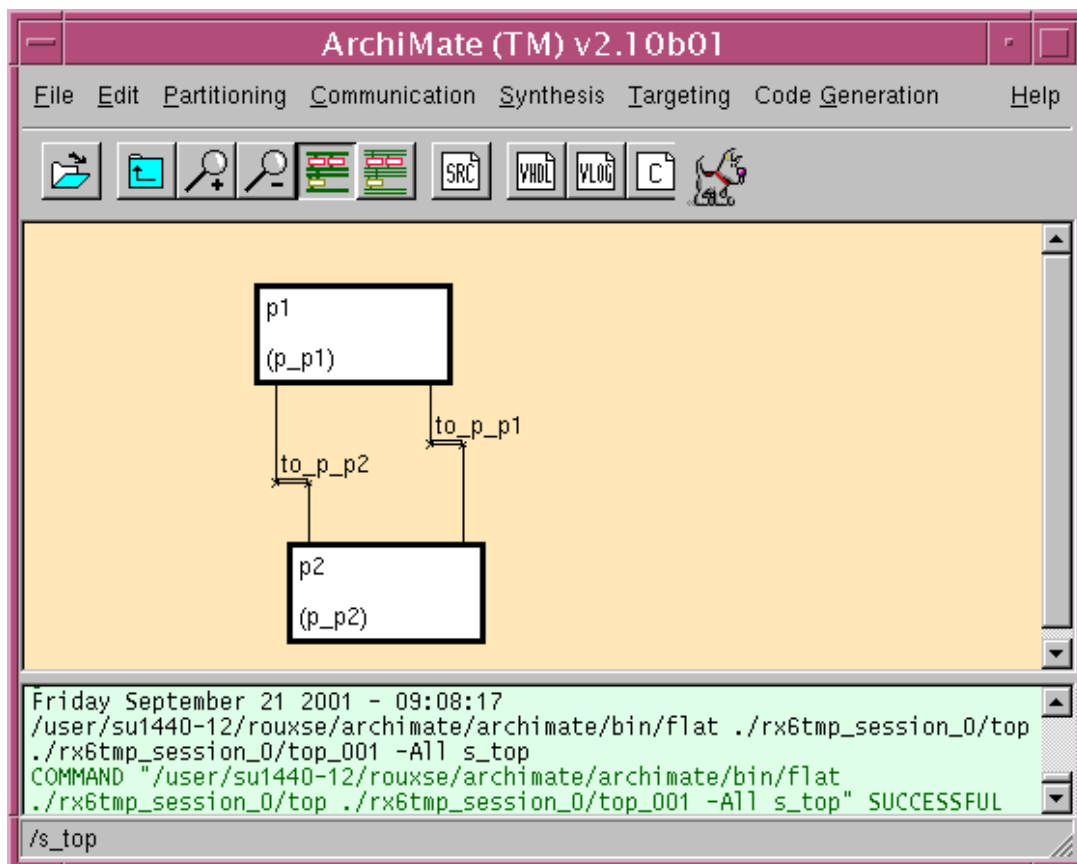 ArchiMate (TM) v2.10b01
File Edit Partitioning Communication Synthesis Targeting Code Generation Help
SRC VHDL VLOG C
p1
(p_p1)
to_p_p1
to_p_p2
p2
(p_p2)
Friday September 21 2001 - 09:08:17
/user/su1440-12/rouxse/archimate/archimate/bin/flat ./rx6tmp_session_0/top
./rx6tmp_session_0/top_001 -All s_top
COMMAND "/user/su1440-12/rouxse/archimate/archimate/bin/flat
./rx6tmp_session_0/top ./rx6tmp_session_0/top_001 -All s_top" SUCCESSFUL
/s_top